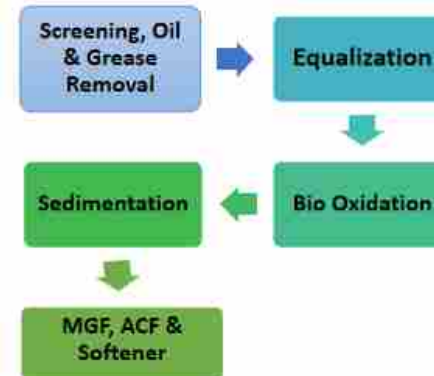 Screening, Oil
& Grease
Removal
Equalization
Bio Oxidation
Sedimentation
MGF, ACF &
Softener